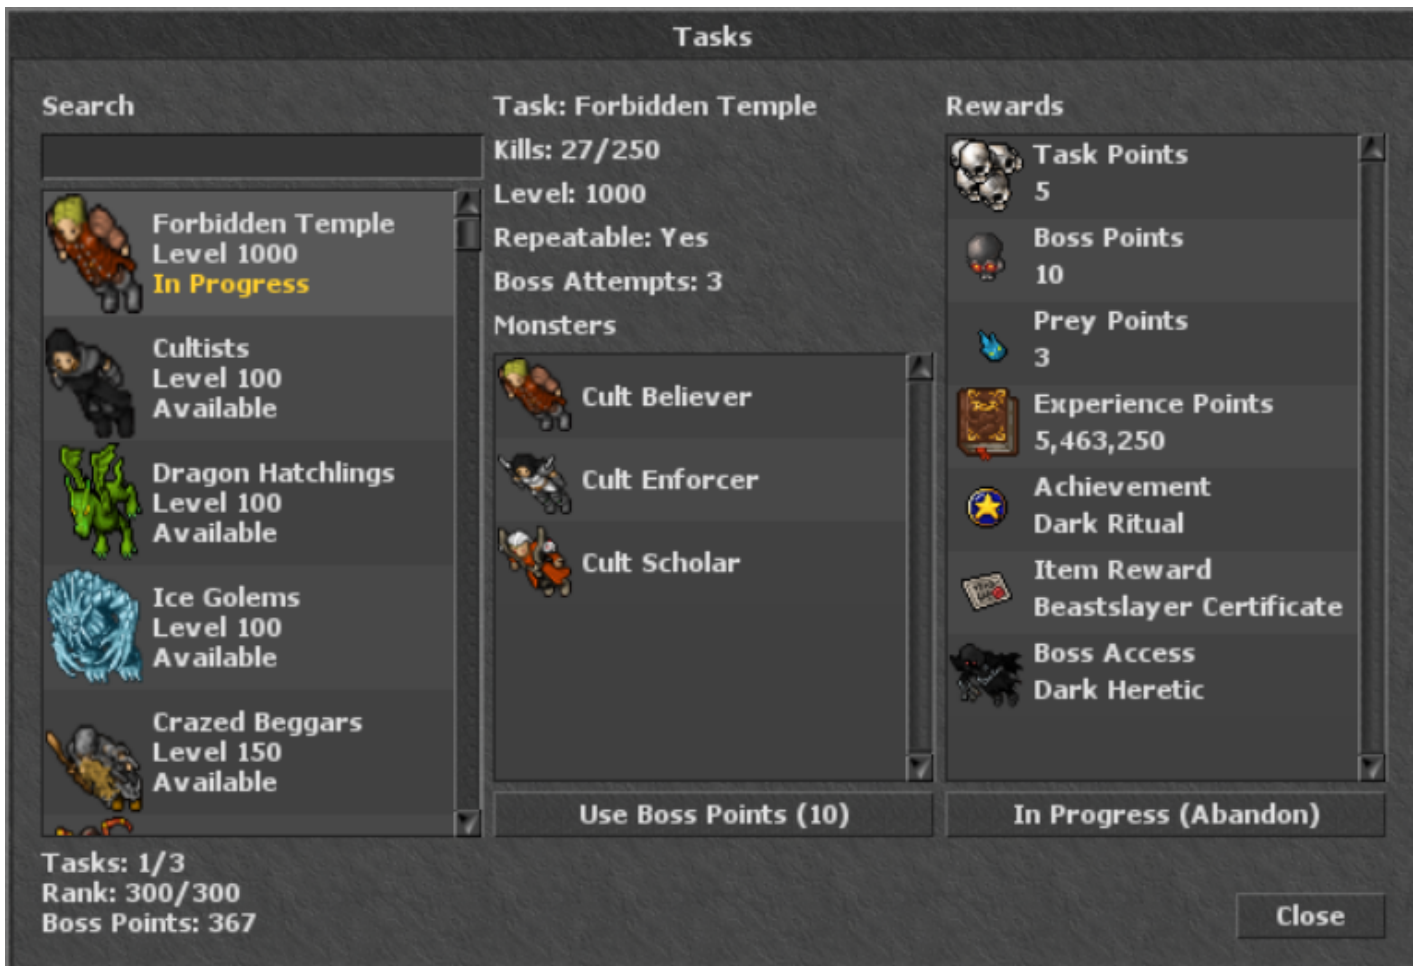 Tasks
Search
Forbidden Temple
Level 1000
In Progress
Cultists
Level 100
Available
Dragon Hatchlings
Level 100
Available
Ice Golems
Level 100
Available
Crazed Beggars
Level 150
Available
Tasks: 1/3
Rank: 300/300
Boss Points: 367
Task: Forbidden Temple
Kills: 27/250
Level: 1000
Repeatable: Yes
Boss Attempts: 3
Monsters
Cult Believer
Cult Enforcer
Cult Scholar
Use Boss Points (10)
Rewards
Task Points
5
Boss Points
10
Prey Points
3
Experience Points
5,463,250
Achievement
Dark Ritual
Item Reward
Beastslayer Certificate
Boss Access
Dark Heretic
In Progress (Abandon)
Close